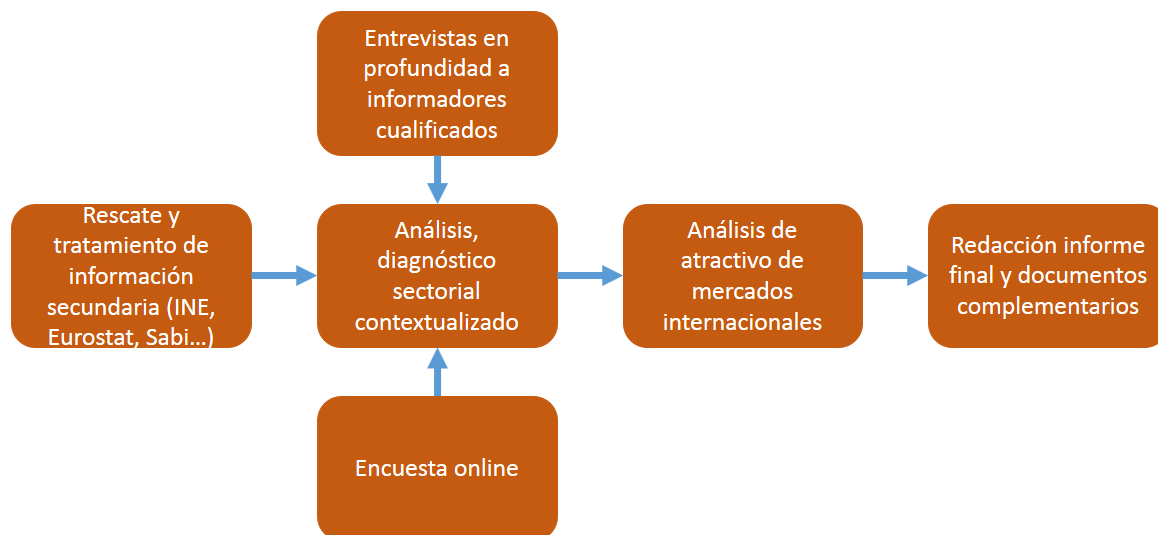 Entrevistas en
profundidad a
informadores
cualificados
Rescate y
tratamiento de
información
secundaria (INE,
Eurostat, Sabi...)
Análisis,
diagnóstico
sectorial
contextualizado
Análisis de
atractivo de
mercados
internacionales
Redacción informe
final y documentos
complementarios
Encuesta online